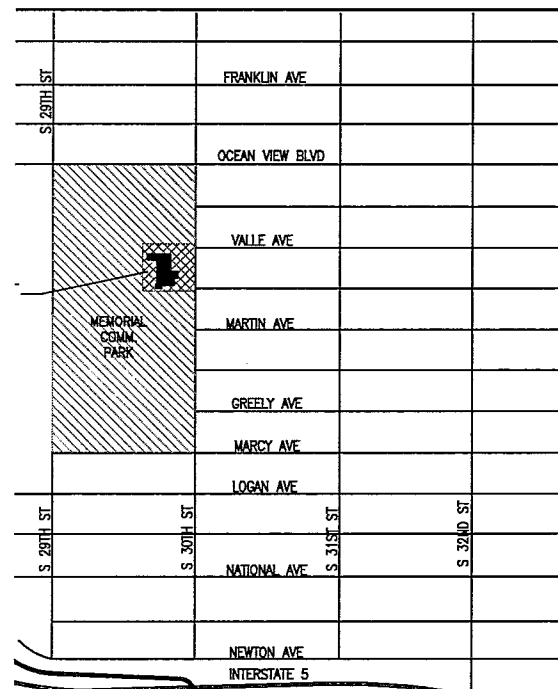 FRANKLIN AVE
S 29TH ST
OCEAN VIEW BLVD
VALLE AVE
MEMORIAL
COMM.
PARK
MARTIN AVE
GREELY AVE
MARCY AVE
LOGAN AVE
S 29TH ST
S 30TH ST
S 31ST ST
S 32ND ST
NATIONAL AVE
NEWTON AVE
INTERSTATE 5